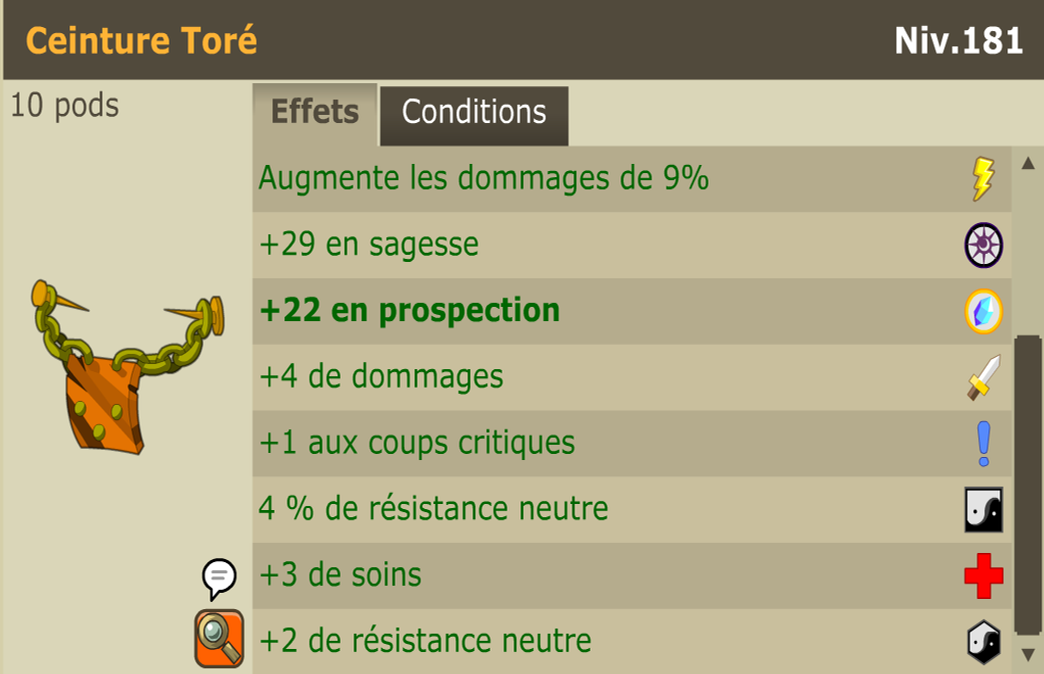 Ceinture Toré
Niv.181
10 pods
Effets
Conditions
Augmente les dommages de 9%
+29 en sagesse
+22 en prospection
+4 de dommages
+1 aux coups critiques
4 % de résistance neutre
+3 de soins
+2 de résistance neutre